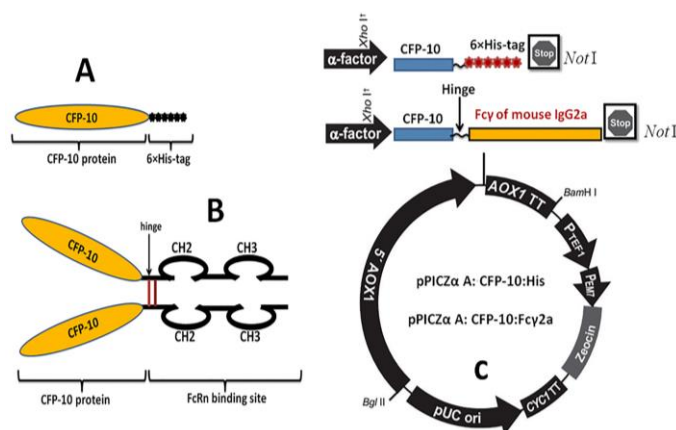 A
CFP-10
CFP-10 protein
6×His-tag
B
hinge
CH2
CH3
CFP-10
CFP-10
CH2
CH3
CFP-10 protein
FcRn binding site
α-factor
Xho I†
CFP-10
6×His-tag
Stop
Not I
Hinge
α-factor
Xho I†
CFP-10
Fcγ of mouse IgG2a
Stop
Not I
5´ AOX1
AOX1 TT
BamH I
PTEF1
PEM7
Zeocin
CYC1 TT
pUC ori
Bgl II
pPICZα A: CFP-10:His
pPICZα A: CFP-10:Fcγ2a
C